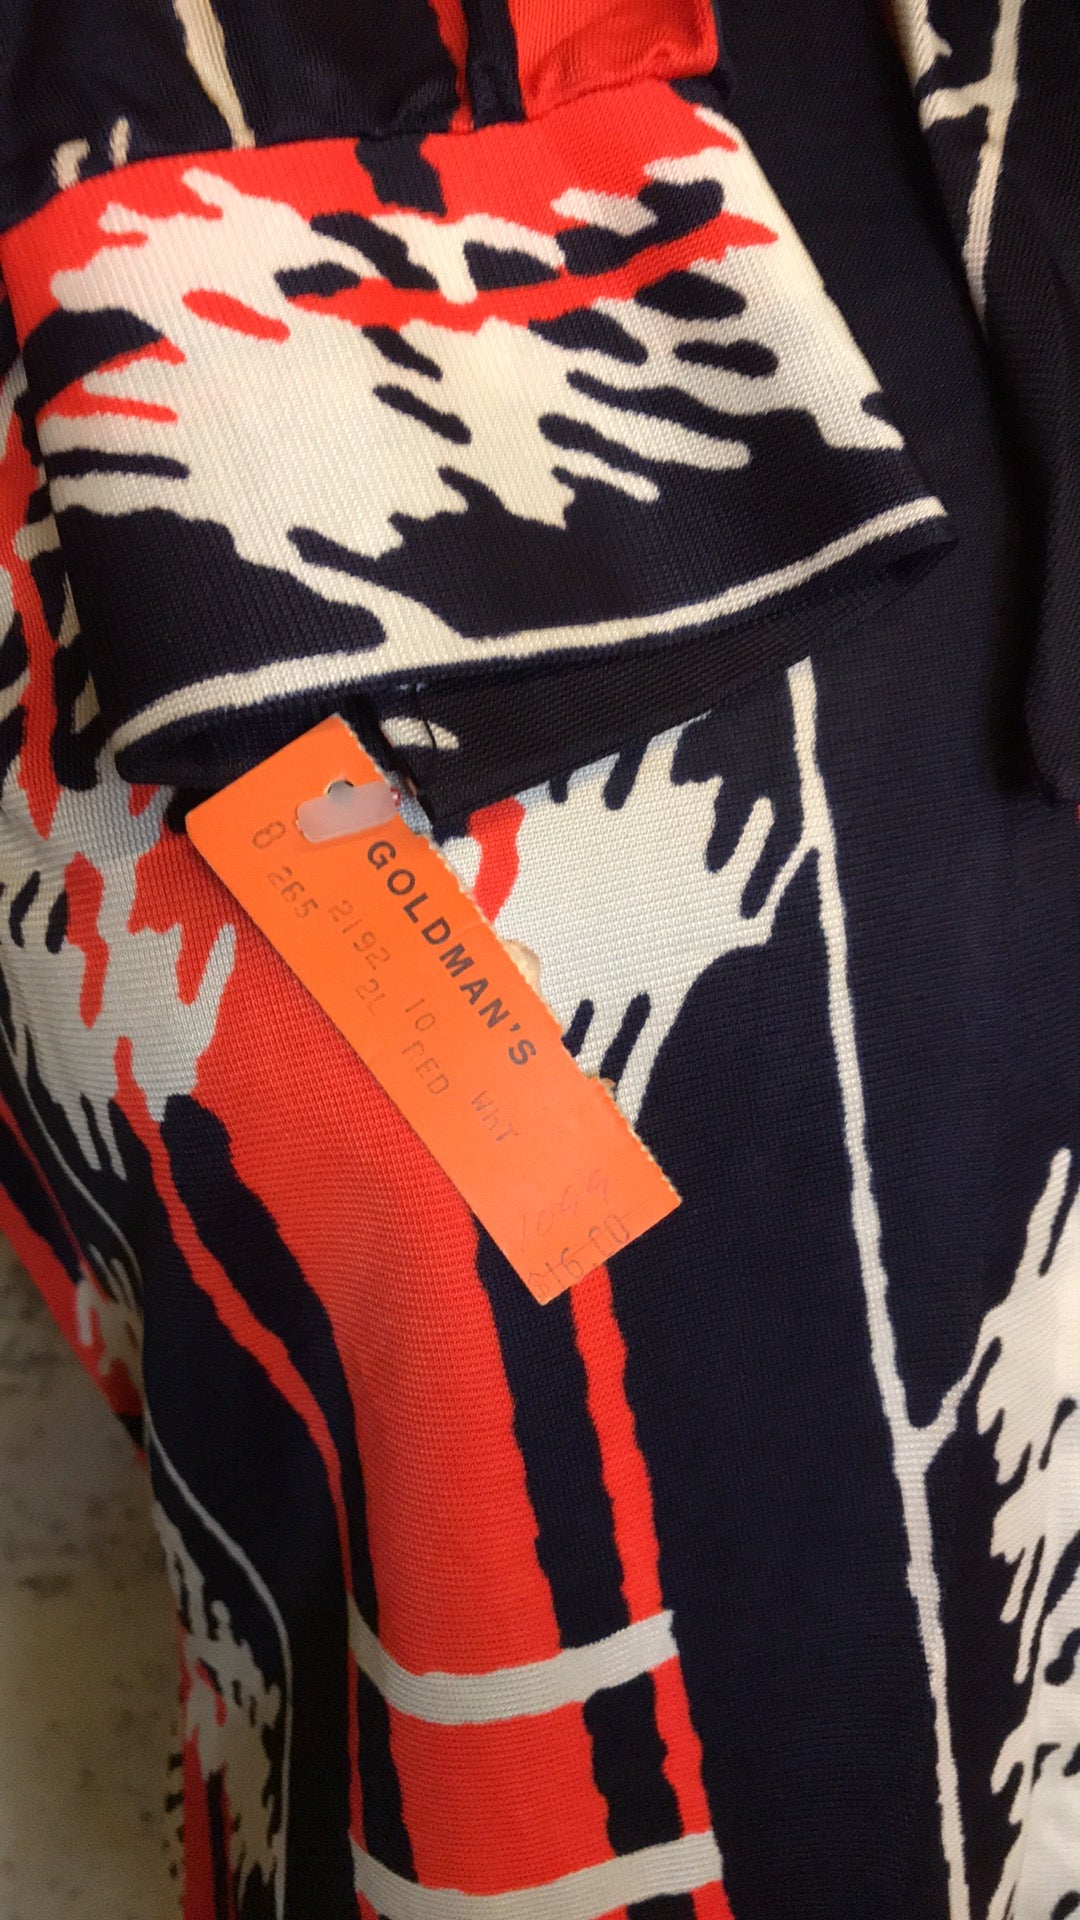 GOLDMAN'S
8 2192 10 RED WHT
265 2L
1099
$16.00